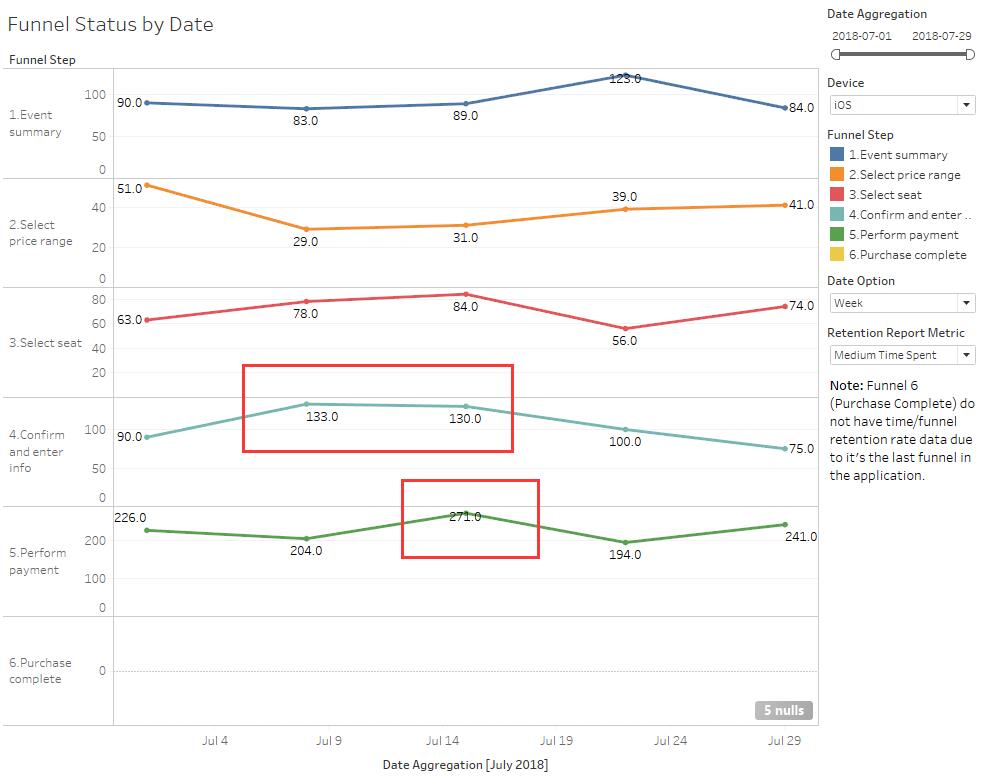 Funnel Status by Date
Funnel Step
1.Event
summary
100
50
0
90.0
83.0
89.0
123.0
84.0
2.Select
price range
40
20
0
51.0
29.0
31.0
39.0
41.0
3.Select seat
80
60
40
20
63.0
78.0
84.0
56.0
74.0
4.Confirm
and enter
info
100
50
0
90.0
133.0
130.0
100.0
75.0
5.Perform
payment
200
100
0
226.0
204.0
271.0
194.0
241.0
6.Purchase
complete
0
5 nulls
Jul 4
Jul 9
Jul 14
Jul 19
Jul 24
Jul 29
Date Aggregation [July 2018]
Date Aggregation
2018-07-01
2018-07-29
Device
iOS
Funnel Step
1.Event summary
2.Select price range
3.Select seat
4.Confirm and enter ..
5.Perform payment
6.Purchase complete
Date Option
Week
Retention Report Metric
Medium Time Spent
Note: Funnel 6
(Purchase Complete) do
not have time/funnel
retention rate data due
to it's the last funnel in
the application.